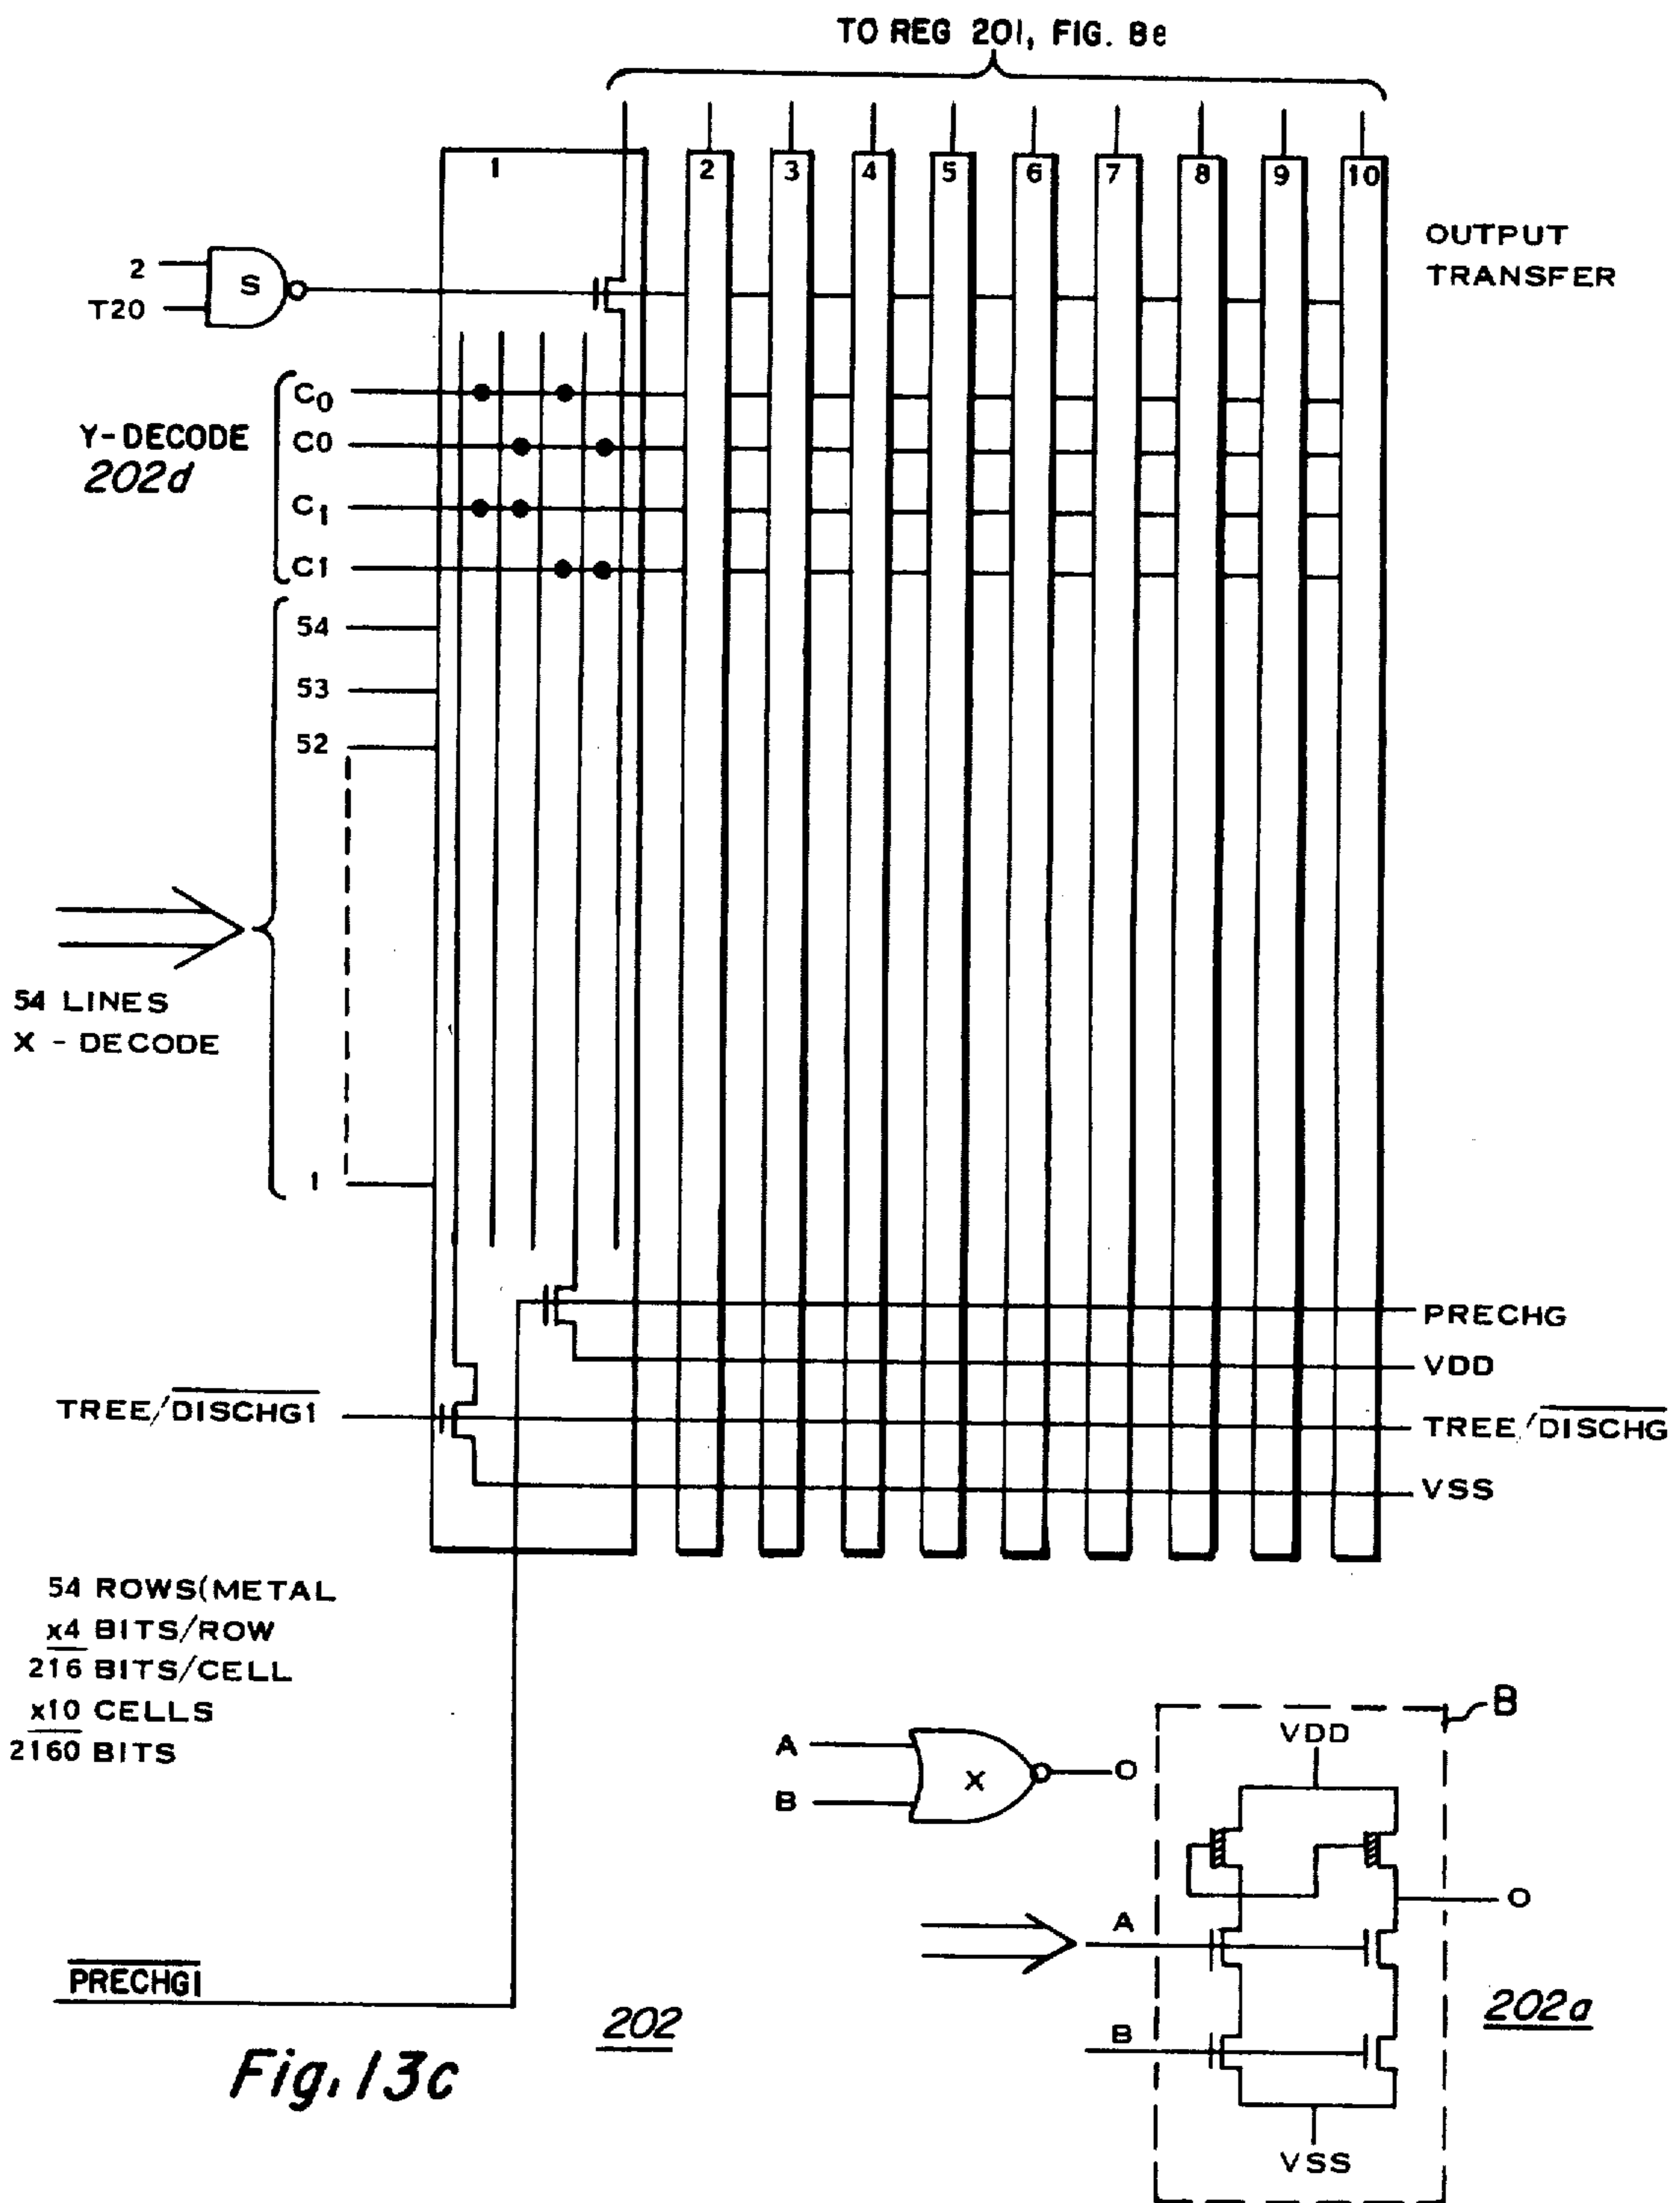 TO REG 201, FIG. 8e
1 2 3 4 5 6 7 8 9 10
OUTPUT
TRANSFER
2
T20
S
Y-DECODE
202d
C0
C0
C1
C1
54
53
52
54 LINES
X - DECODE
1
PRECHG
VDD
TREE/DISCHG1
TREE/DISCHG
VSS
54 ROWS(METAL
x4 BITS/ROW
216 BITS/CELL
x10 CELLS
2160 BITS
A
B
X
O
B
VDD
O
A
B
VSS
202a
PRECHG1
202
Fig. 13c